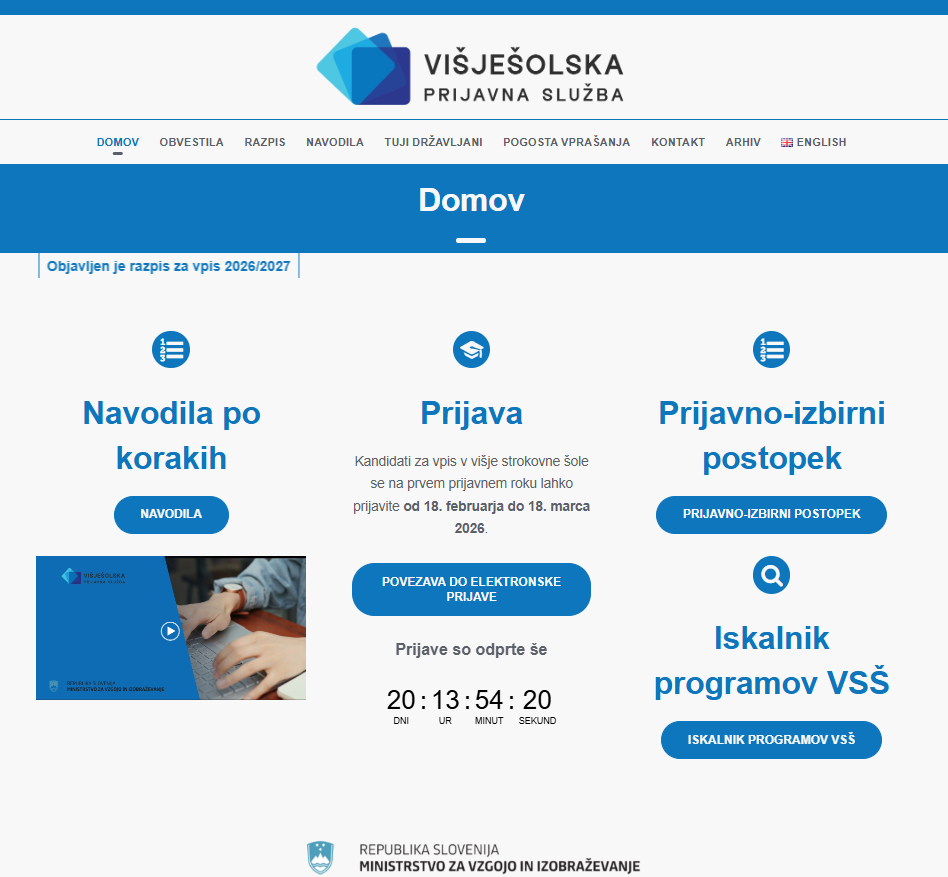 VIŠJEŠOLSKA
PRIJAVNA SLUŽBA
DOMOV OBVESTILA RAZPIS NAVODILA TUJI DRŽAVLJANI POGOSTA VPRAŠANJA KONTAKT ARHIV ENGLISH
Domov
Objavljen je razpis za vpis 2026/2027
Navodila po
korakih
NAVODILA
VIŠJEŠOLSKA
PRIJAVNA SLUŽBA
REPUBLIKA SLOVENIJA
MINISTRSTVO ZA VZGOJO IN IZOBRAŽEVANJE
Prijava
Kandidati za vpis v višje strokovne šole
se na prvem prijavnem roku lahko
prijavite od 18. februarja do 18. marca
2026.
POVEZAVA DO ELEKTRONSKE
PRIJAVE
Prijave so odprte še
20 : 13 : 54 : 20
DNI UR MINUT SEKUND
Prijavno-izbirni
postopek
PRIJAVNO-IZBIRNI POSTOPEK
Iskalnik
programov VSŠ
ISKALNIK PROGRAMOV VSŠ
REPUBLIKA SLOVENIJA
MINISTRSTVO ZA VZGOJO IN IZOBRAŽEVANJE